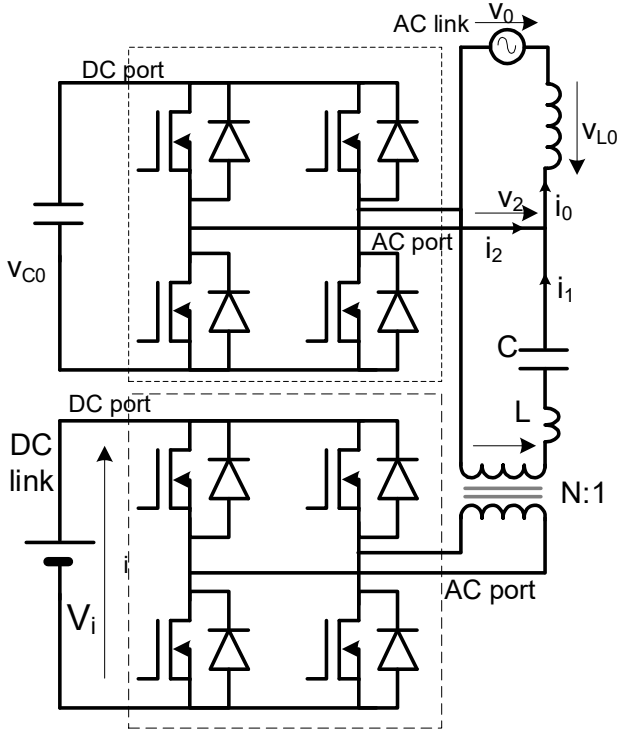 v0
AC link
DC port
vL0
v2
i0
AC port
i2
vC0
i1
C
DC port
L
DC
link
N:1
i
AC port
Vi